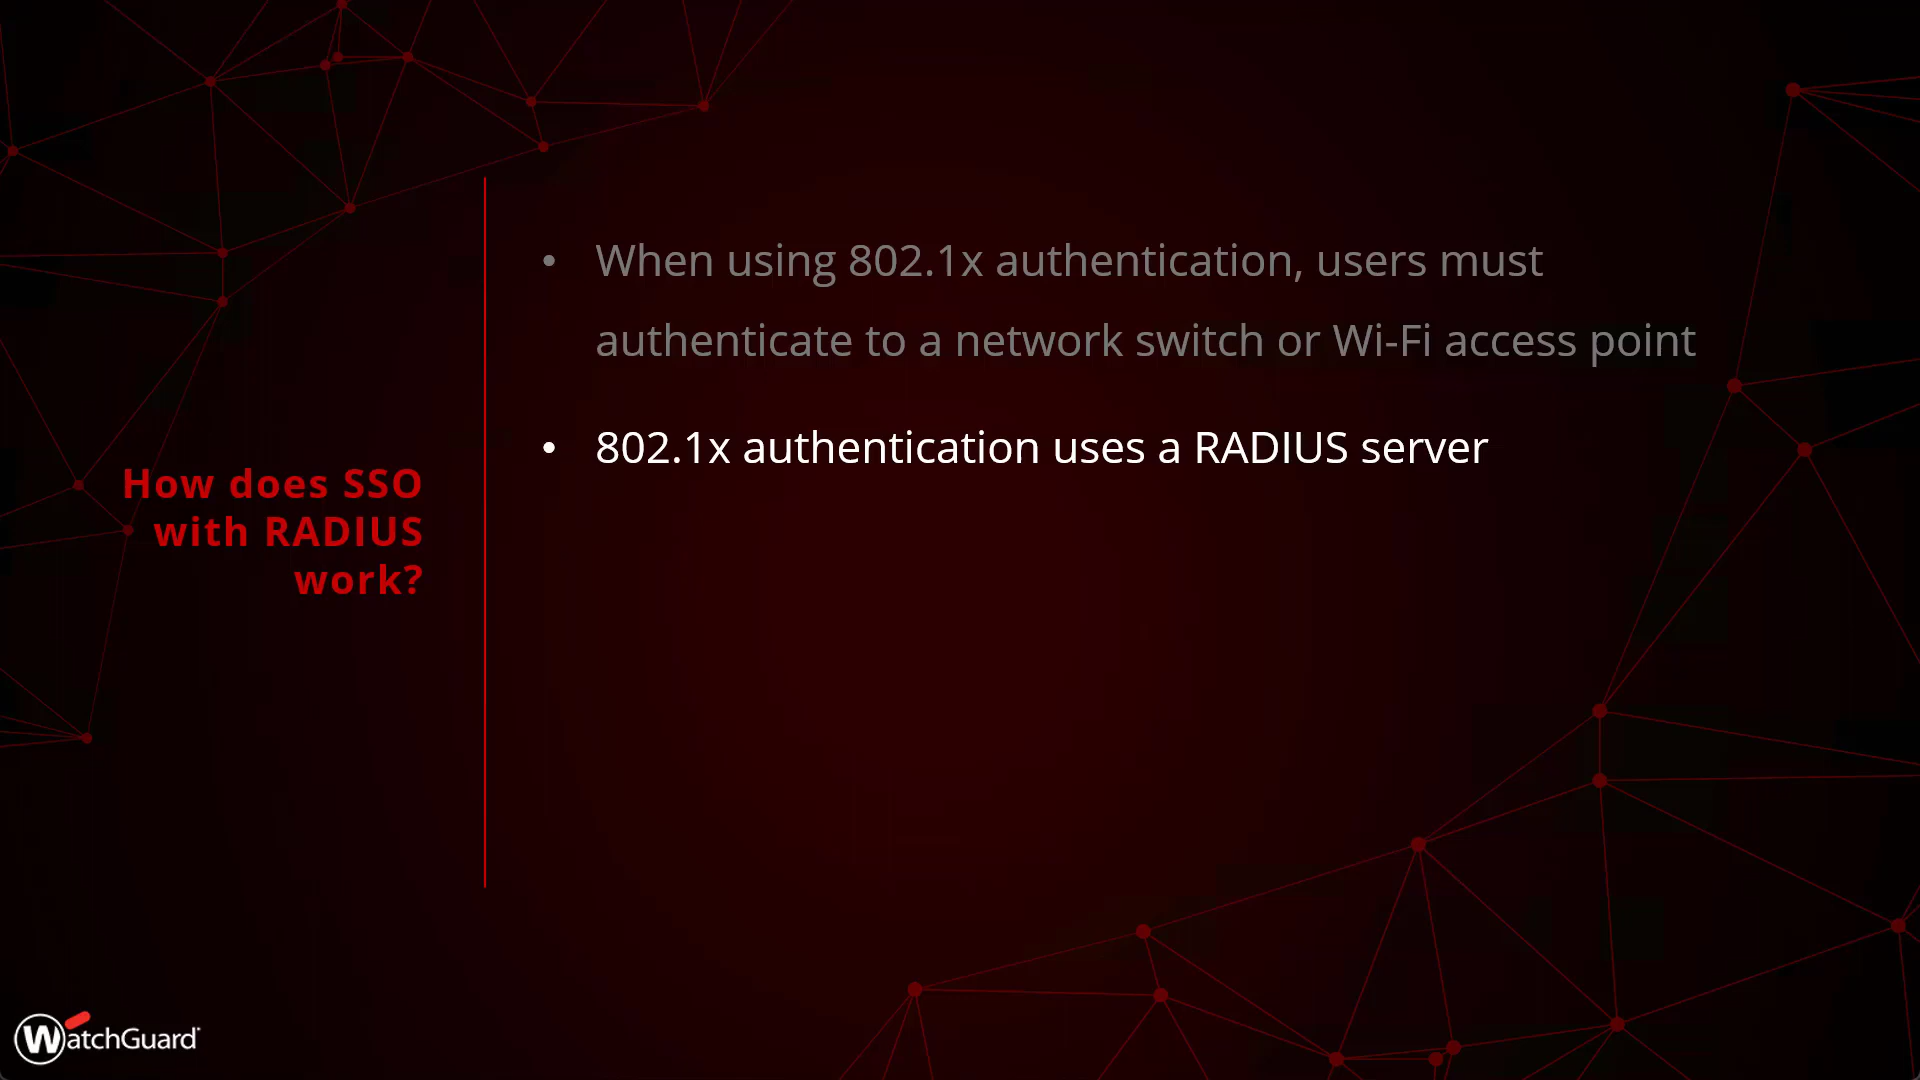 How does SSO
with RADIUS
work?
• When using 802.1x authentication, users must
authenticate to a network switch or Wi-Fi access point
• 802.1x authentication uses a RADIUS server
WatchGuard